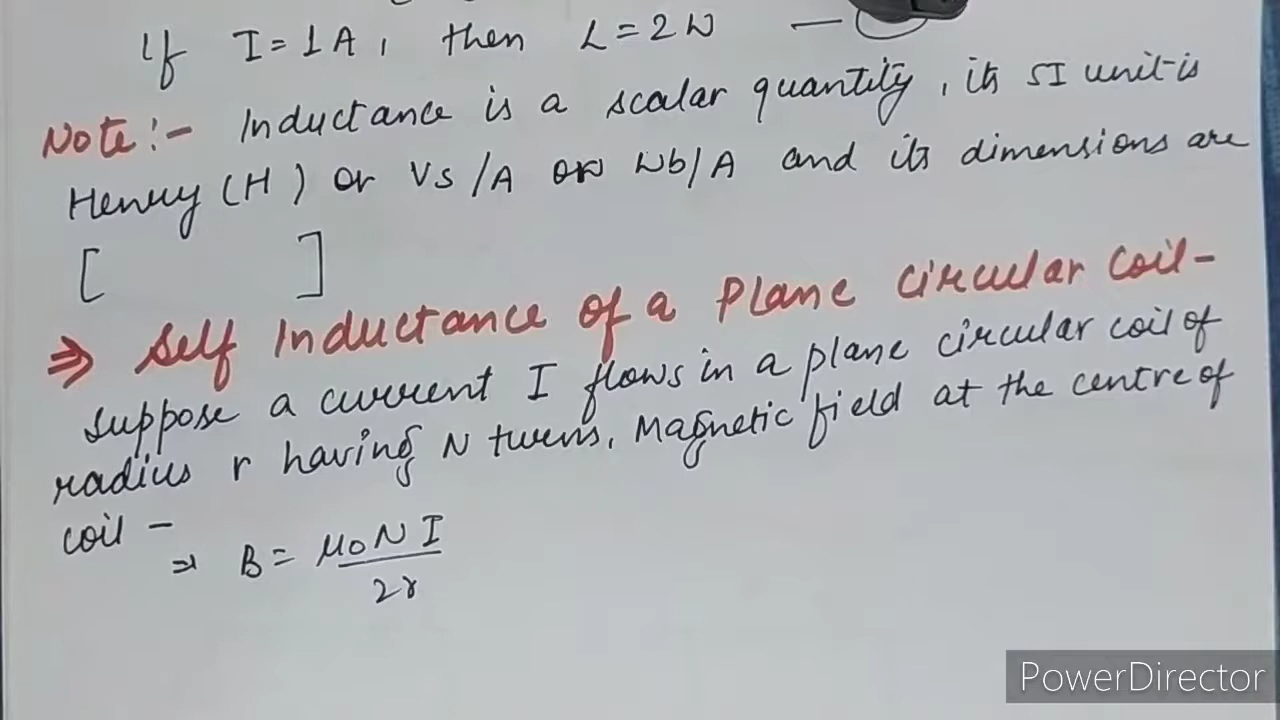 If I = 1 A, then L = 2W —
Note:- Inductance is a scalar quantity, its SI unit is
Henry (H) or Vs/A or Wb/A and its dimensions are
[ ]
⇒ Self Inductance of a Plane Circular Coil-
Suppose a current I flows in a plane circular coil of
radius r having N turns, Magnetic field at the centre of
coil -
⇒ B = μ0NI/2r
PowerDirector